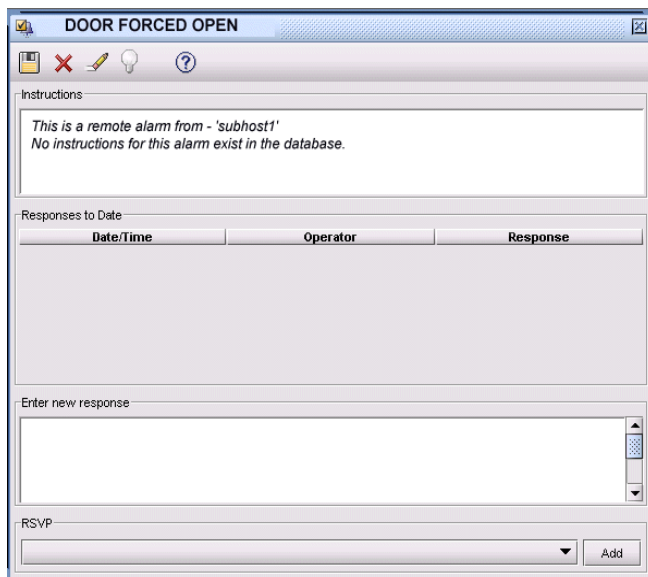 DOOR FORCED OPEN
Instructions
This is a remote alarm from - 'subhost1'
No instructions for this alarm exist in the database.
Responses to Date
Date/Time Operator Response
Enter new response
RSVP
Add